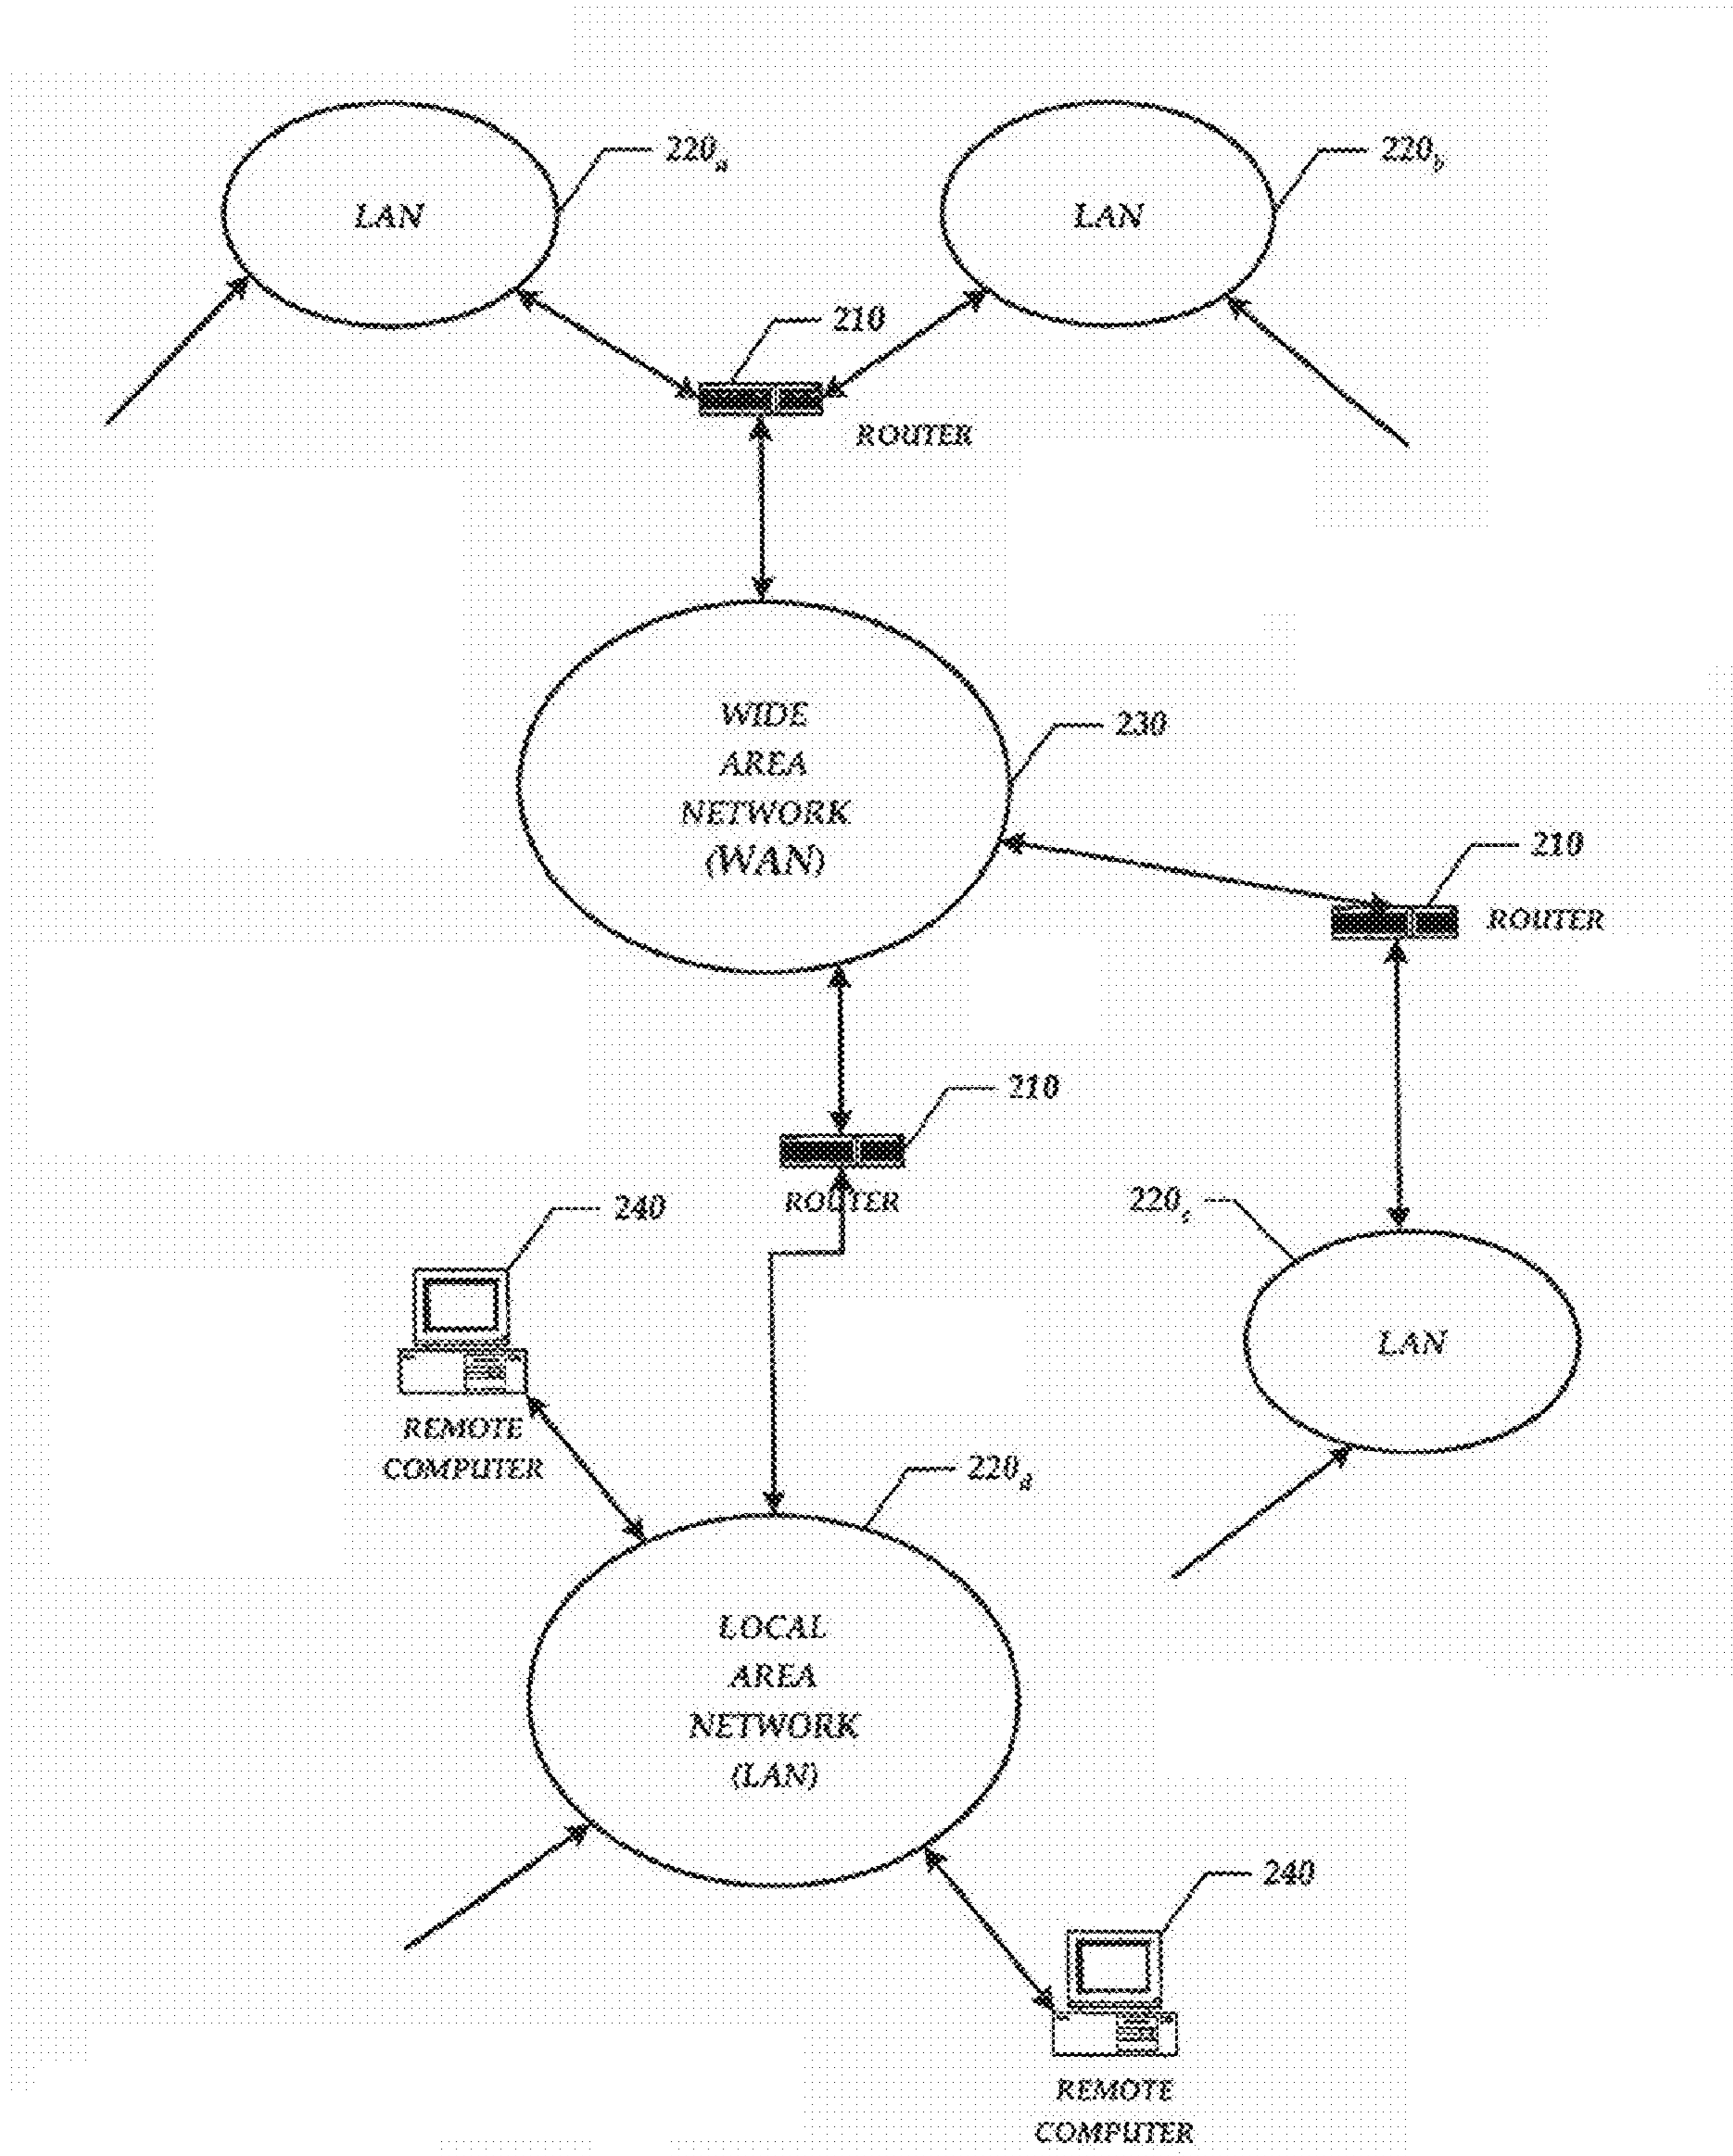 220a
220b
LAN
LAN
210
ROUTER
WIDE
AREA
NETWORK
(WAN)
230
210
ROUTER
210
ROUTER
220c
240
LAN
REMOTE
COMPUTER
220d
LOCAL
AREA
NETWORK
(LAN)
240
REMOTE
COMPUTER